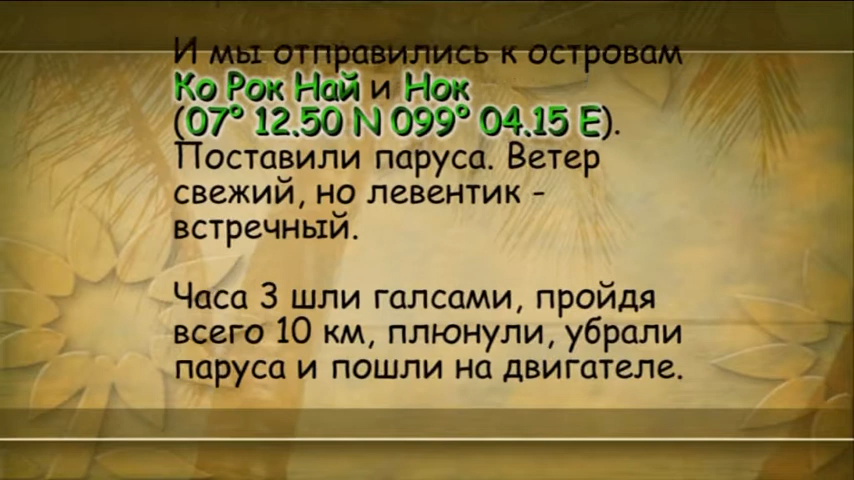 И мы отправились к островам
Ко Рок Най и Нок
(07° 12.50 N 099° 04.15 E).
Поставили паруса. Ветер
свежий, но левентик -
встречный.
Часа 3 шли галсами, пройдя
всего 10 км, плюнули, убрали
паруса и пошли на двигателе.